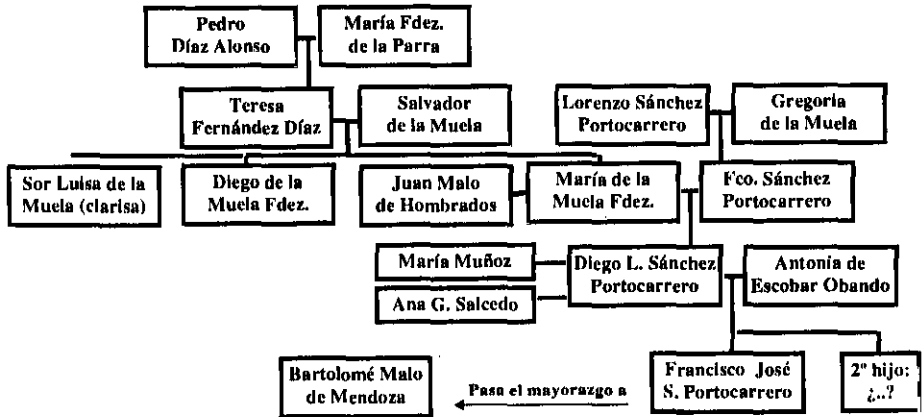 Pedro
Díaz Alonso
María Fdez.
de la Parra
Teresa
Fernández Díaz
Salvador
de la Muela
Lorenzo Sánchez
Portocarrero
Gregoria
de la Muela
Sor Luisa de la
Muela (clarisa)
Diego de la
Muela Fdez.
Juan Malo
de Hombrados
María de la
Muela Fdez.
Fco. Sánchez
Portocarrero
María Muñoz
Diego L. Sánchez
Portocarrero
Antonia de
Escobar Obando
Ana G. Salcedo
Bartolomé Malo
de Mendoza
Pasa el mayorazgo a
Francisco José
S. Portocarrero
2º hijo:
¿..?